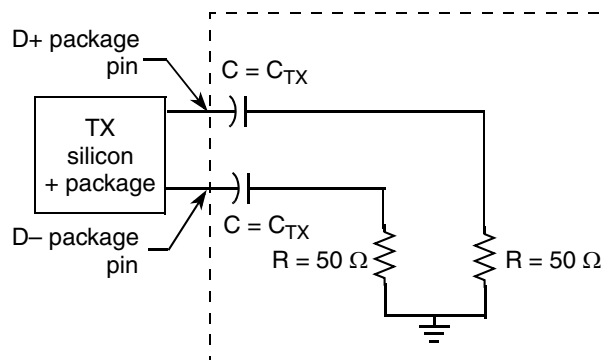 D+ package
pin
C = CTX
TX
silicon
+ package
D– package
pin
C = CTX
R = 50 Ω
R = 50 Ω